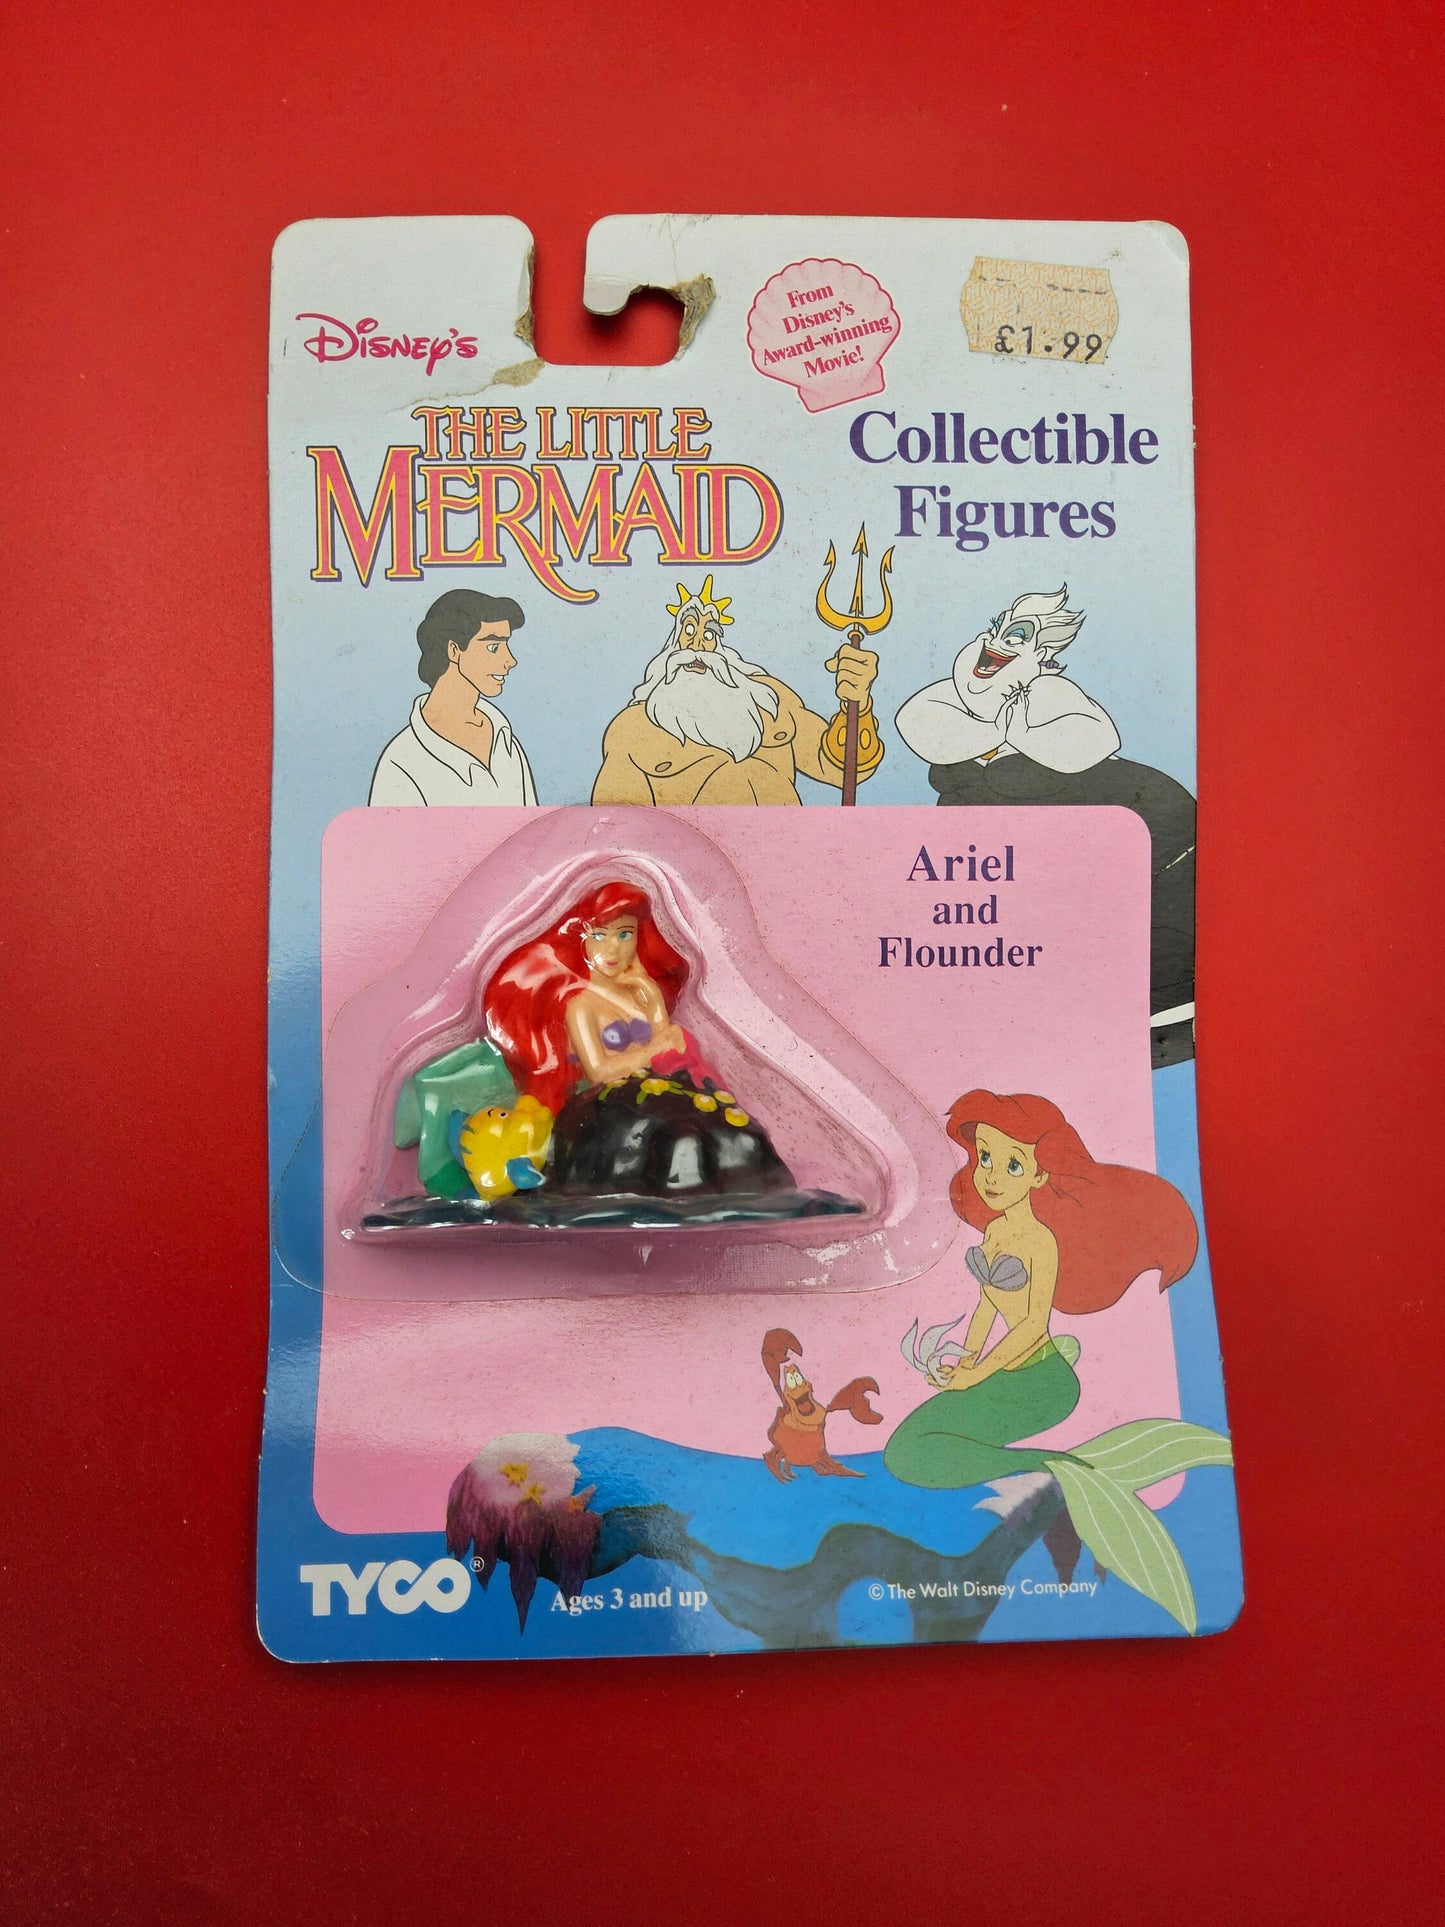 DISNEY'S
THE LITTLE
MERMAID
From
Disney's
Award-winning
Movie!
£1.99
Collectible
Figures
Ariel
and
Flounder
TYCO®
Ages 3 and up
© The Walt Disney Company